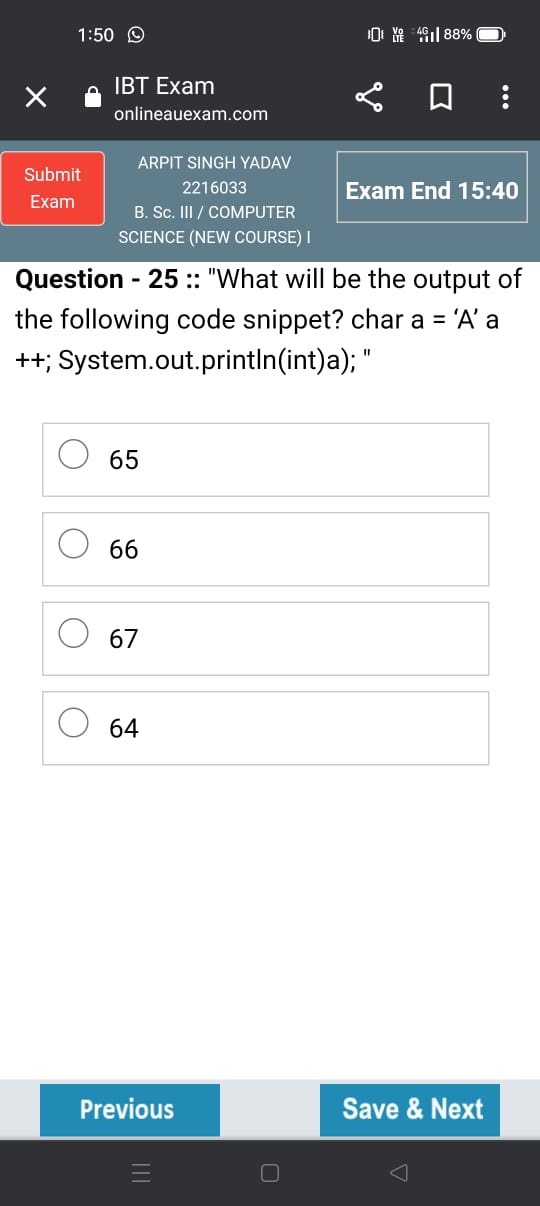 1:50
Vo LTE 4G 88%
IBT Exam
onlineauexam.com
Submit
Exam
ARPIT SINGH YADAV
2216033
B. Sc. III / COMPUTER
SCIENCE (NEW COURSE) I
Exam End 15:40
Question - 25 :: "What will be the output of
the following code snippet? char a = ‘A’ a
++; System.out.println(int)a); "
65
66
67
64
Previous
Save & Next